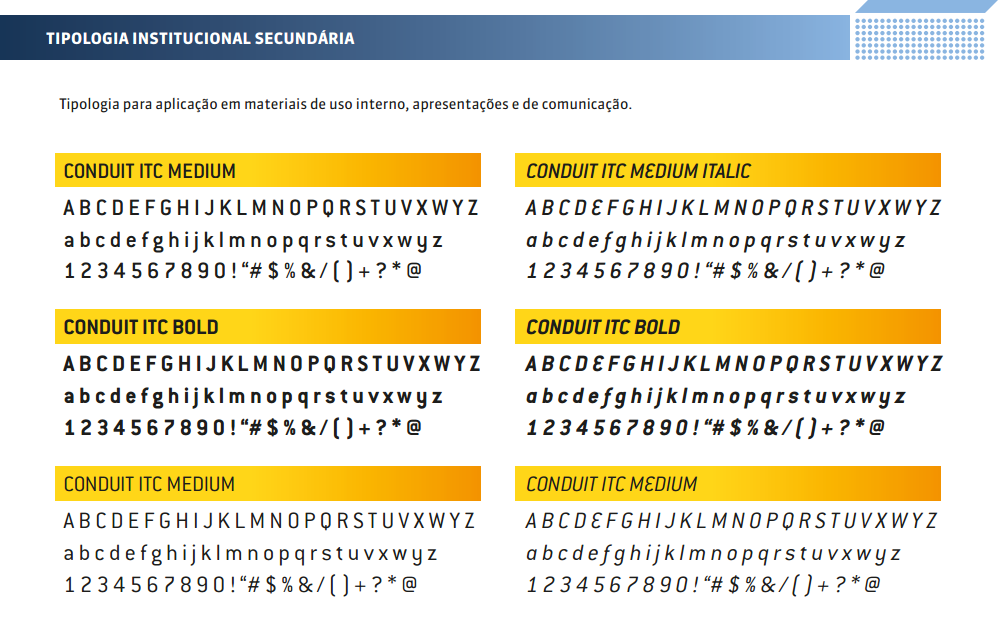 TIPOLOGIA INSTITUCIONAL SECUNDÁRIA
Tipologia para aplicação em materiais de uso interno, apresentações e de comunicação.
CONDUIT ITC MEDIUM
A B C D E F G H I J K L M N O P Q R S T U V X W Y Z
a b c d e f g h i j k l m n o p q r s t u v x w y z
1 2 3 4 5 6 7 8 9 0 ! “ # $ % & / ( ) + ? * @
CONDUIT ITC MEDIUM ITALIC
A B C D E F G H I J K L M N O P Q R S T U V X W Y Z
a b c d e f g h i j k l m n o p q r s t u v x w y z
1 2 3 4 5 6 7 8 9 0 ! “ # $ % & / ( ) + ? * @
CONDUIT ITC BOLD
A B C D E F G H I J K L M N O P Q R S T U V X W Y Z
a b c d e f g h i j k l m n o p q r s t u v x w y z
1 2 3 4 5 6 7 8 9 0 ! “ # $ % & / ( ) + ? * @
CONDUIT ITC BOLD
A B C D E F G H I J K L M N O P Q R S T U V X W Y Z
a b c d e f g h i j k l m n o p q r s t u v x w y z
1 2 3 4 5 6 7 8 9 0 ! “ # $ % & / ( ) + ? * @
CONDUIT ITC MEDIUM
A B C D E F G H I J K L M N O P Q R S T U V X W Y Z
a b c d e f g h i j k l m n o p q r s t u v x w y z
1 2 3 4 5 6 7 8 9 0 ! “ # $ % & / ( ) + ? * @
CONDUIT ITC MEDIUM
A B C D E F G H I J K L M N O P Q R S T U V X W Y Z
a b c d e f g h i j k l m n o p q r s t u v x w y z
1 2 3 4 5 6 7 8 9 0 ! “ # $ % & / ( ) + ? * @